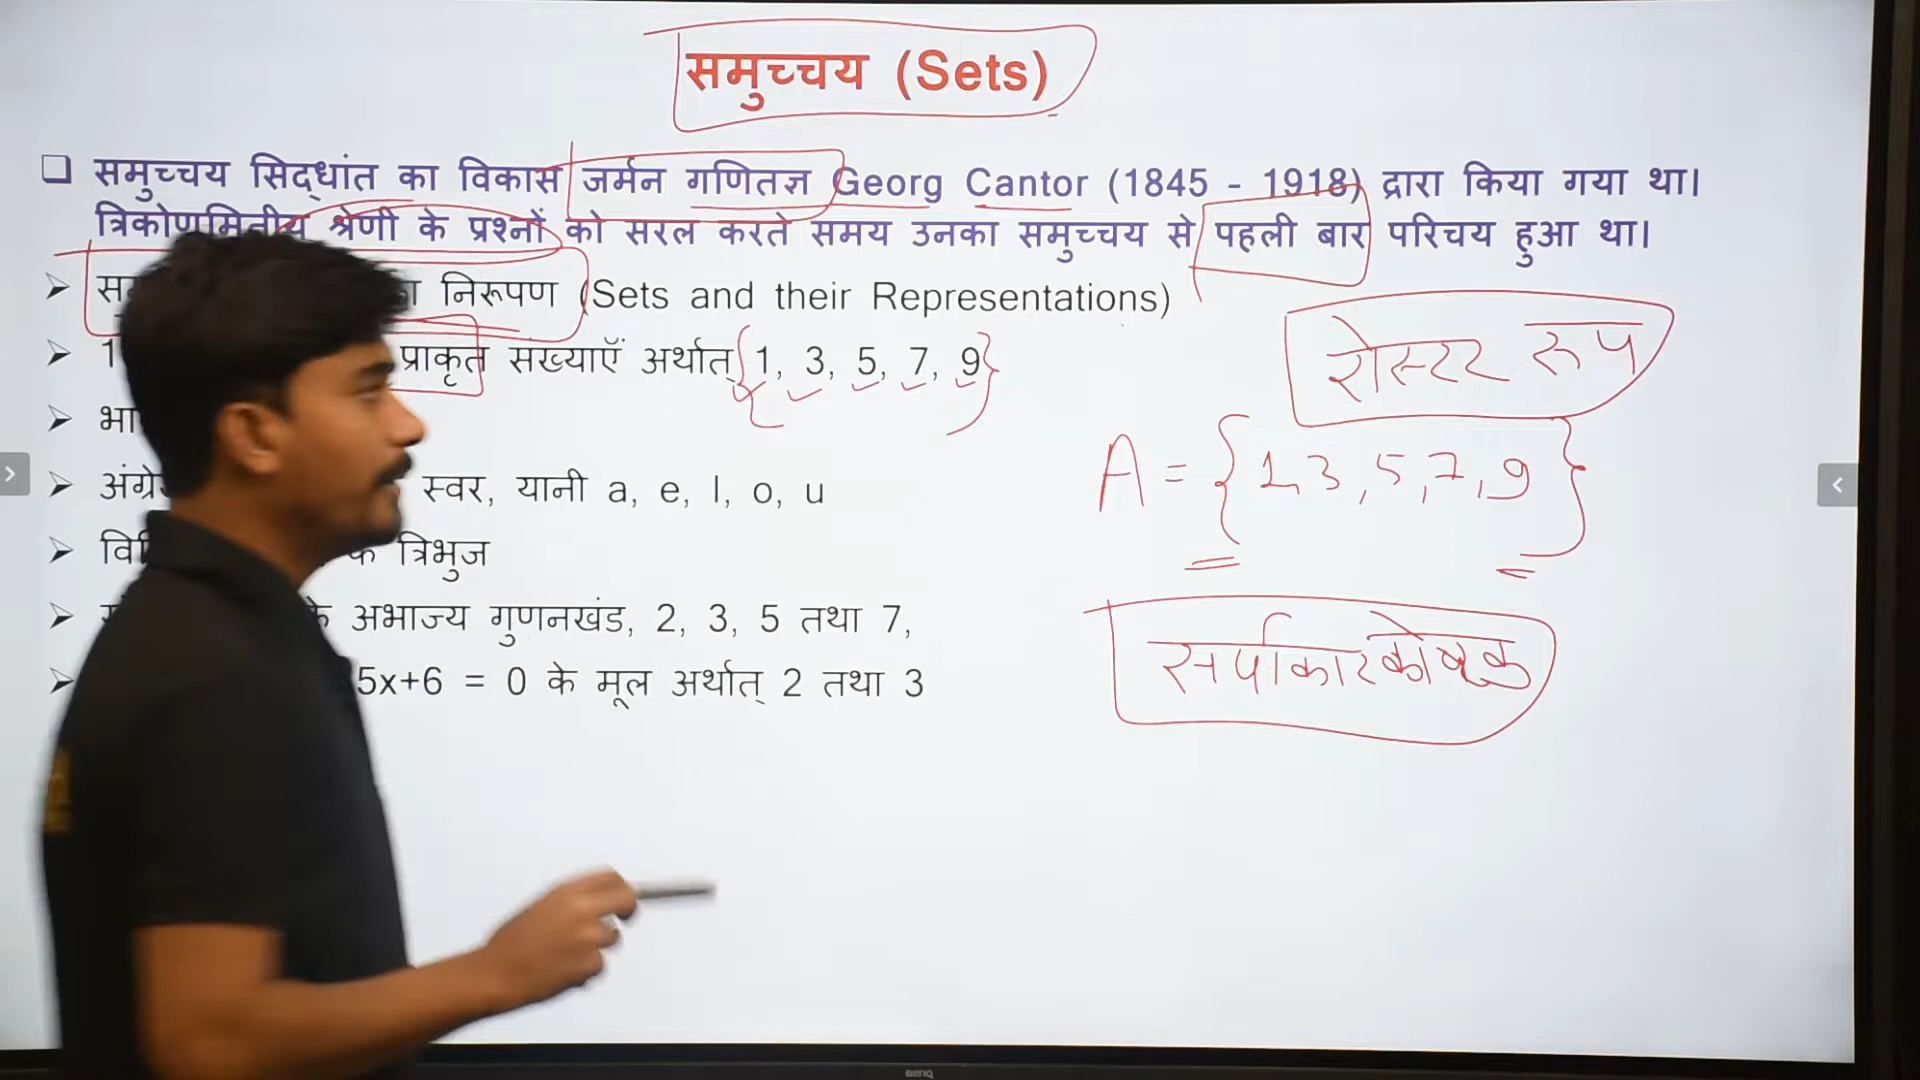 समुच्चय (Sets)
समुच्चय सिद्धांत का विकास जर्मन गणितज्ञ Georg Cantor (1845 - 1918) द्रारा किया गया था।
त्रिकोणमितीय श्रेणी के प्रश्नों को सरल करते समय उनका समुच्चय से पहली बार परिचय हुआ था।
निरूपण (Sets and their Representations)
प्राकृत संख्याऍं अर्थात् {1, 3, 5, 7, 9}
रोस्टर रूप
A = {1, 3, 5, 7, 9}
स्वर, यानी a, e, I, o, u
त्रिभुज
के अभाज्य गुणनखंड, 2, 3, 5 तथा 7,
सर्पाकार कोष्ठक
5x+6 = 0 के मूल अर्थात् 2 तथा 3
BenQ